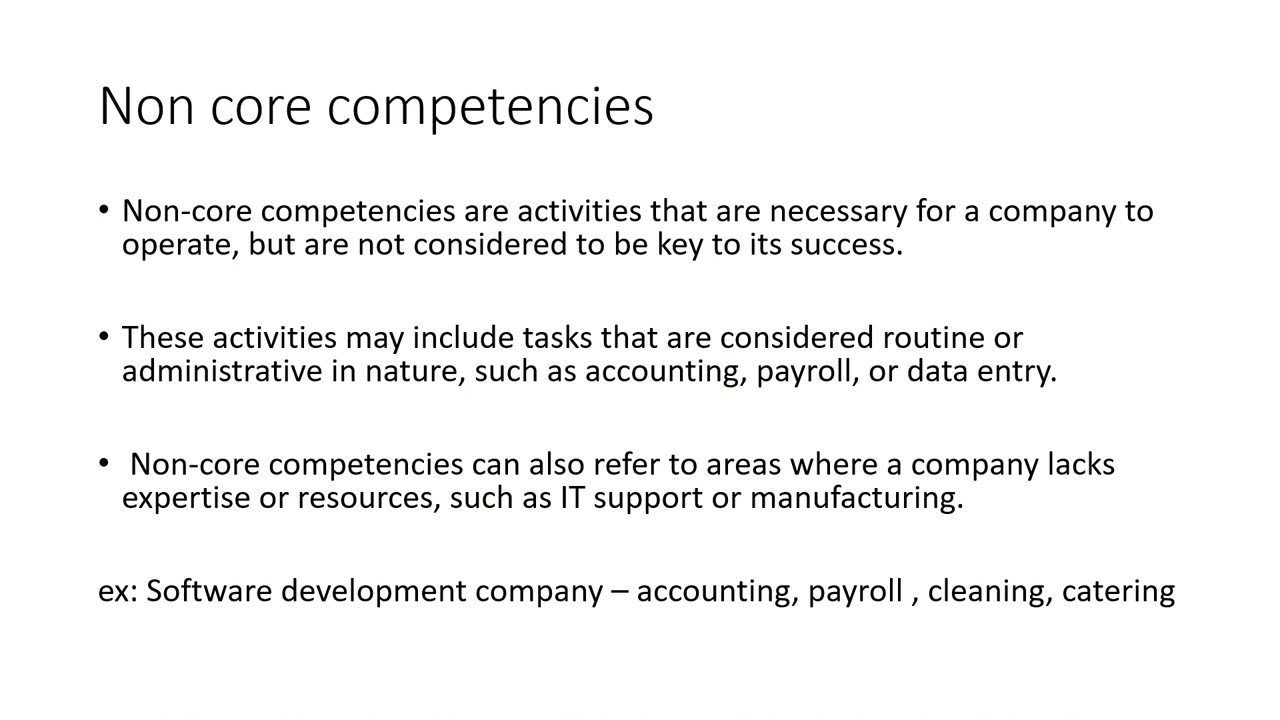 Non core competencies
• Non-core competencies are activities that are necessary for a company to
operate, but are not considered to be key to its success.
• These activities may include tasks that are considered routine or
administrative in nature, such as accounting, payroll, or data entry.
• Non-core competencies can also refer to areas where a company lacks
expertise or resources, such as IT support or manufacturing.
ex: Software development company – accounting, payroll , cleaning, catering